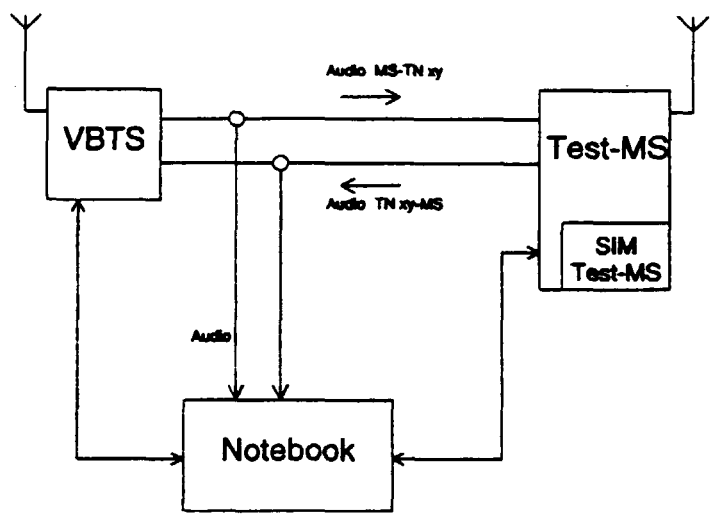 Audio MS-TN xy
VBTS
Test-MS
Audio TN xy-MS
SIM
Test-MS
Audio
Notebook